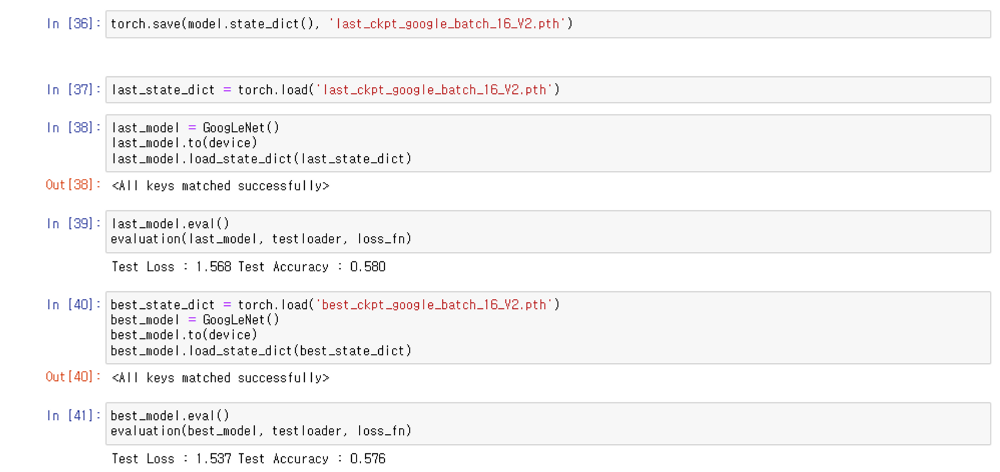 In [36]: torch.save(model.state_dict(), 'last_ckpt_google_batch_16_V2.pth')
In [37]: last_state_dict = torch.load('last_ckpt_google_batch_16_V2.pth')
In [38]: last_model = GoogLeNet()
last_model.to(device)
last_model.load_state_dict(last_state_dict)
Out[38]: <All keys matched successfully>
In [39]: last_model.eval()
evaluation(last_model, testloader, loss_fn)
Test Loss : 1.568 Test Accuracy : 0.580
In [40]: best_state_dict = torch.load('best_ckpt_google_batch_16_V2.pth')
best_model = GoogLeNet()
best_model.to(device)
best_model.load_state_dict(best_state_dict)
Out[40]: <All keys matched successfully>
In [41]: best_model.eval()
evaluation(best_model, testloader, loss_fn)
Test Loss : 1.537 Test Accuracy : 0.576